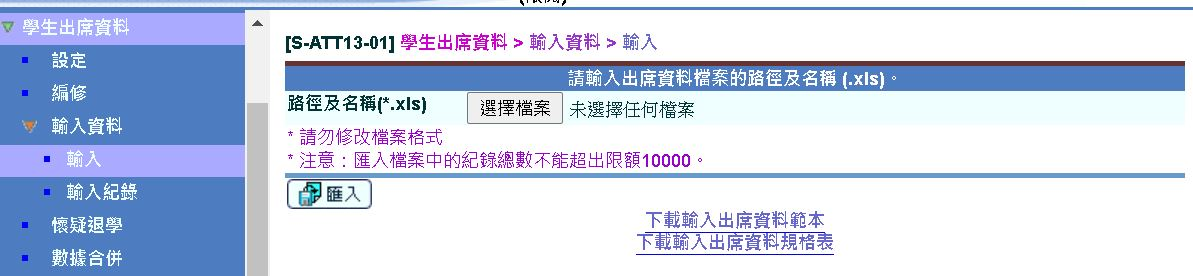 學生出席資料
設定
編修
輸入資料
輸入
輸入紀錄
懷疑退學
數據合併
[S-ATT13-01] 學生出席資料 > 輸入資料 > 輸入
請輸入出席資料檔案的路徑及名稱 (.xls)。
路徑及名稱(*.xls) 選擇檔案 未選擇任何檔案
* 請勿修改檔案格式
* 注意：匯入檔案中的紀錄總數不能超出限額10000。
匯入
下載輸入出席資料範本
下載輸入出席資料規格表